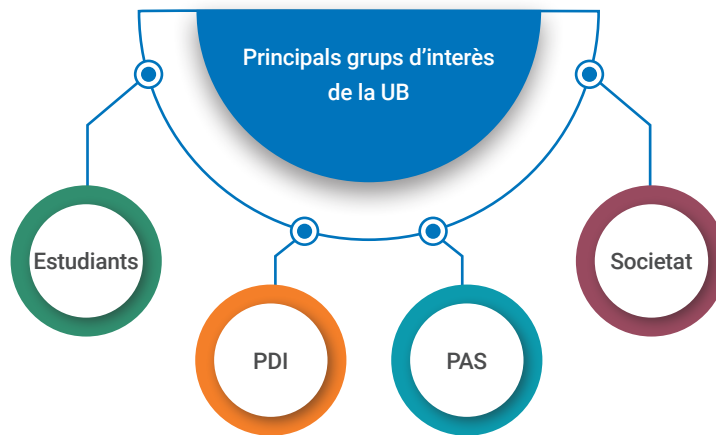 Principals grups d’interès
de la UB
Estudiants
Societat
PDI
PAS